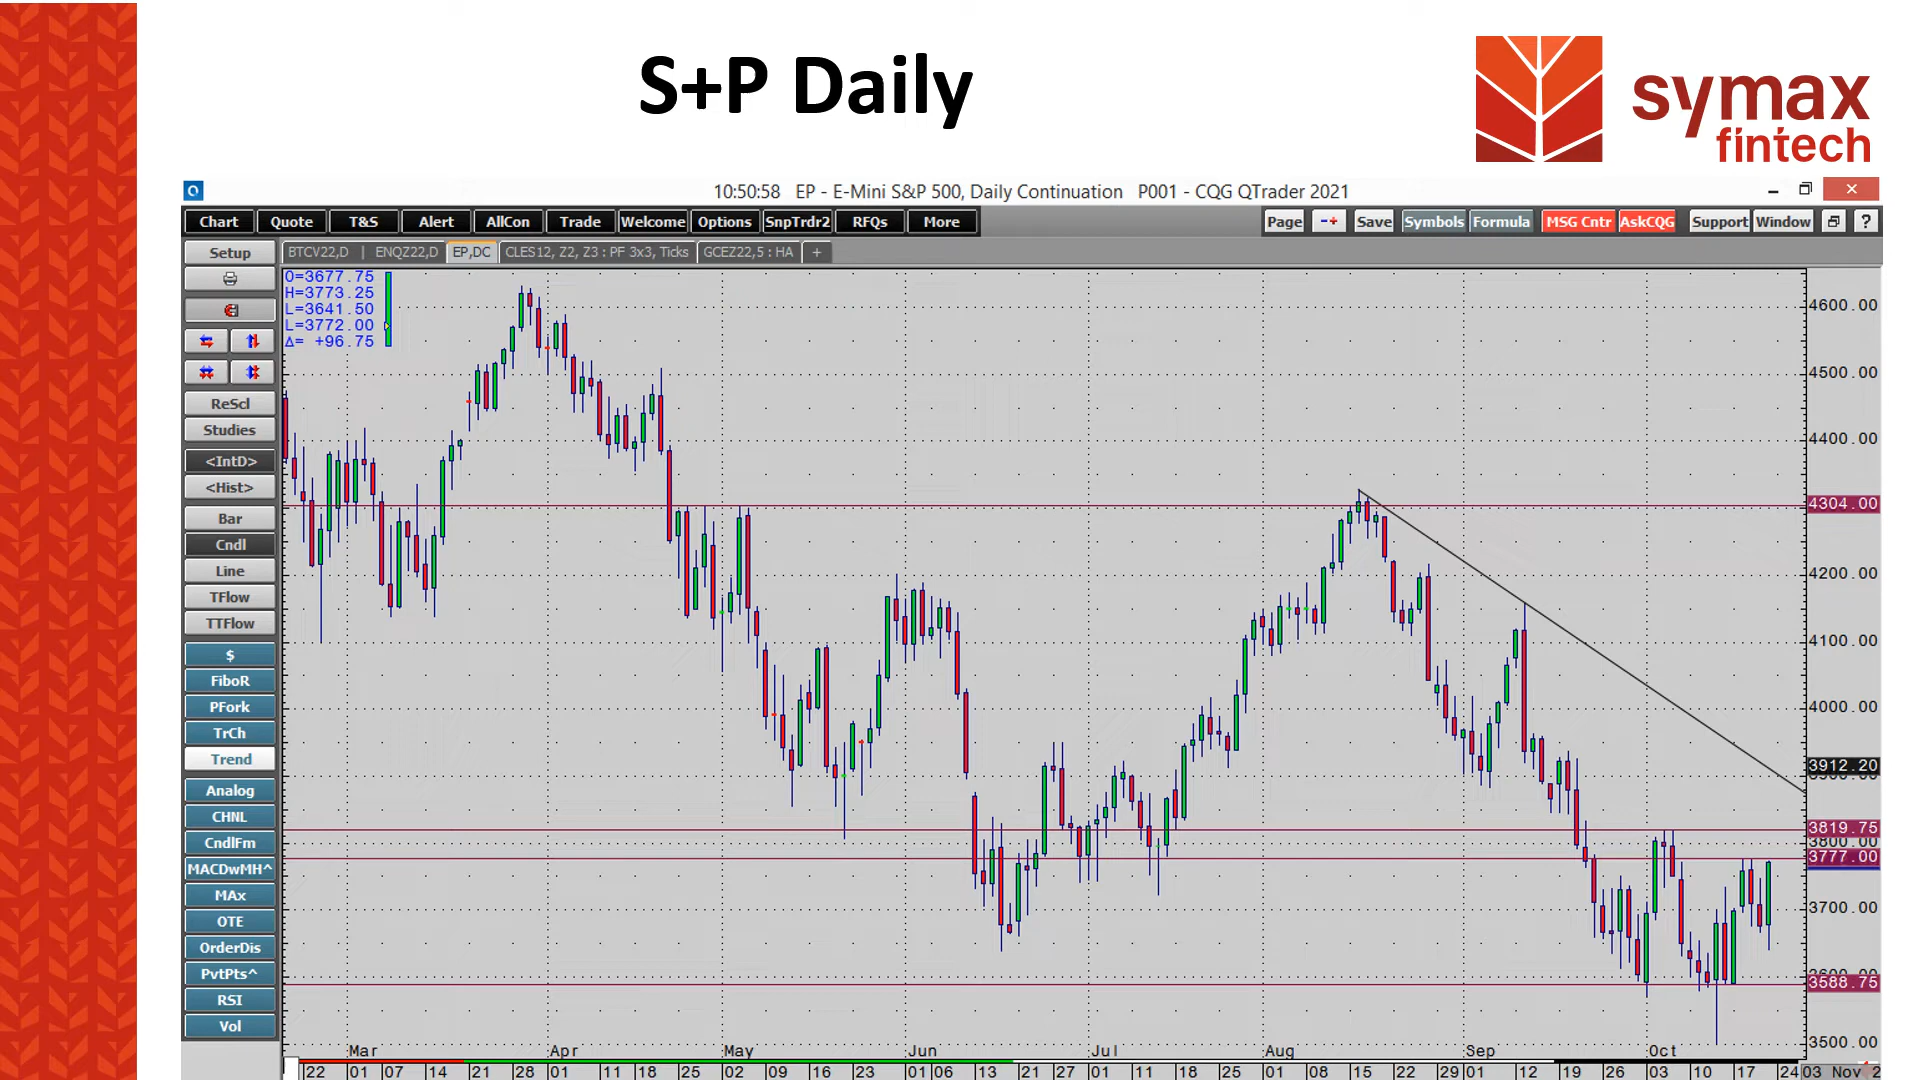 S+P Daily
symax
fintech
10:50:58 EP - E-Mini S&P 500, Daily Continuation P001 - CQG QTrader 2021
Chart Quote T&S Alert AllCon Trade Welcome Options SnpTrdr2 RFQs More Page -+ Save Symbols Formula MSG Cntr AskCQG Support Window ?
Setup BTCV22,D | ENQZ22,D EP,DC CLES12, Z2, Z3 : PF 3x3, Ticks GCEZ22,5 : HA +
O=3677.75
H=3773.25
L=3641.50
L=3772.00
Δ= +96.75
ReScl
Studies
<IntD>
<Hist>
Bar
Cndl
Line
TFlow
TTFlow
$
FiboR
PFork
TrCh
Trend
Analog
CHNL
CndlFm
MACDwMH^
MAx
OTE
OrderDis
PvtPts^
RSI
Vol
4600.00
4500.00
4400.00
4304.00
4200.00
4100.00
4000.00
3912.20
3900.00
3819.75
3800.00
3777.00
3700.00
3600.00
3588.75
3500.00
Mar Apr May Jun Jul Aug Sep Oct
22 01 07 14 21 28 01 11 18 25 02 09 16 23 01 06 13 21 27 01 11 18 25 01 08 15 22 29 01 12 19 26 03 10 17 24 03 Nov 2